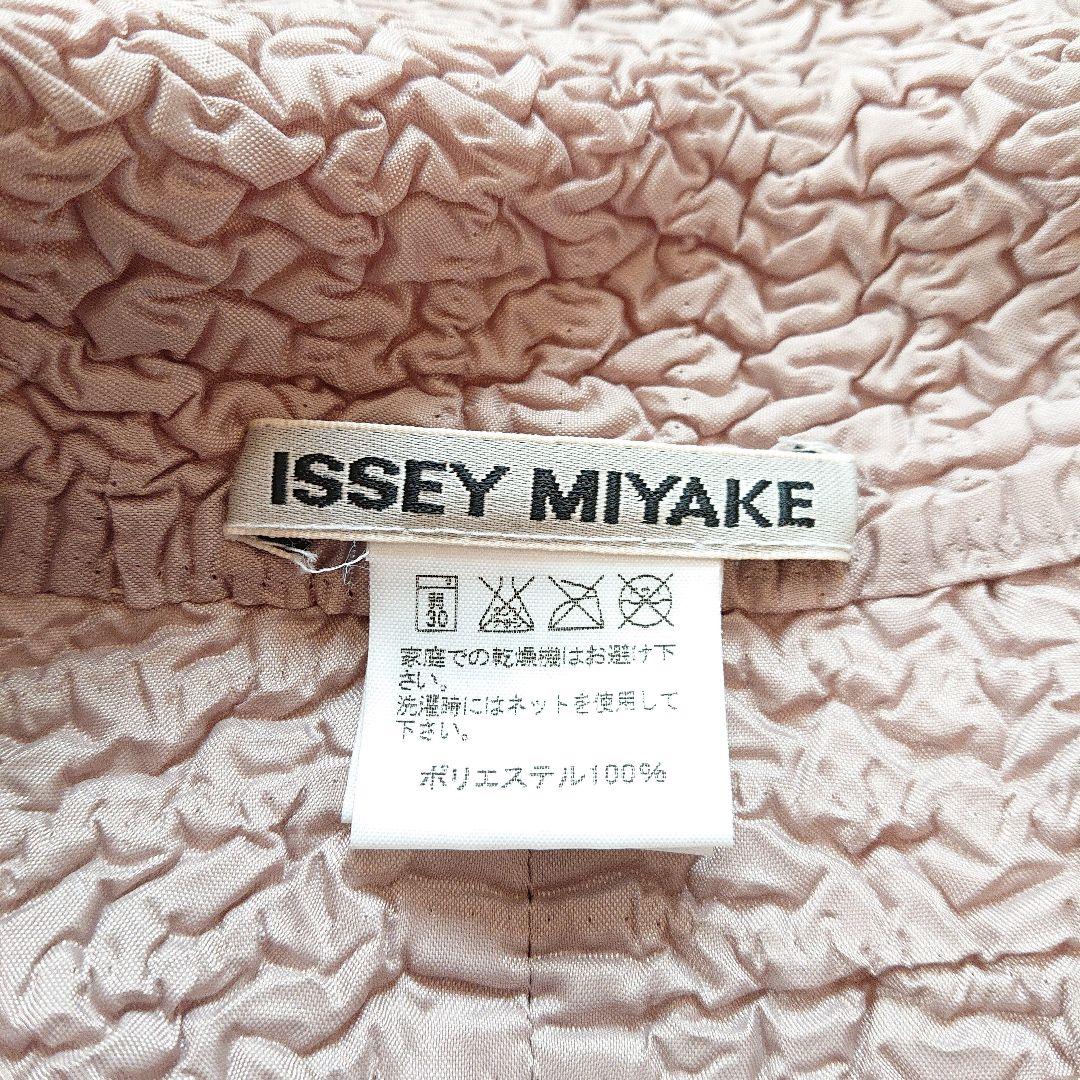 ISSEY MIYAKE
弱
30
家庭での乾燥機はお避け下
さい。
洗濯時にはネットを使用して
下さい。
ポリエステル100%